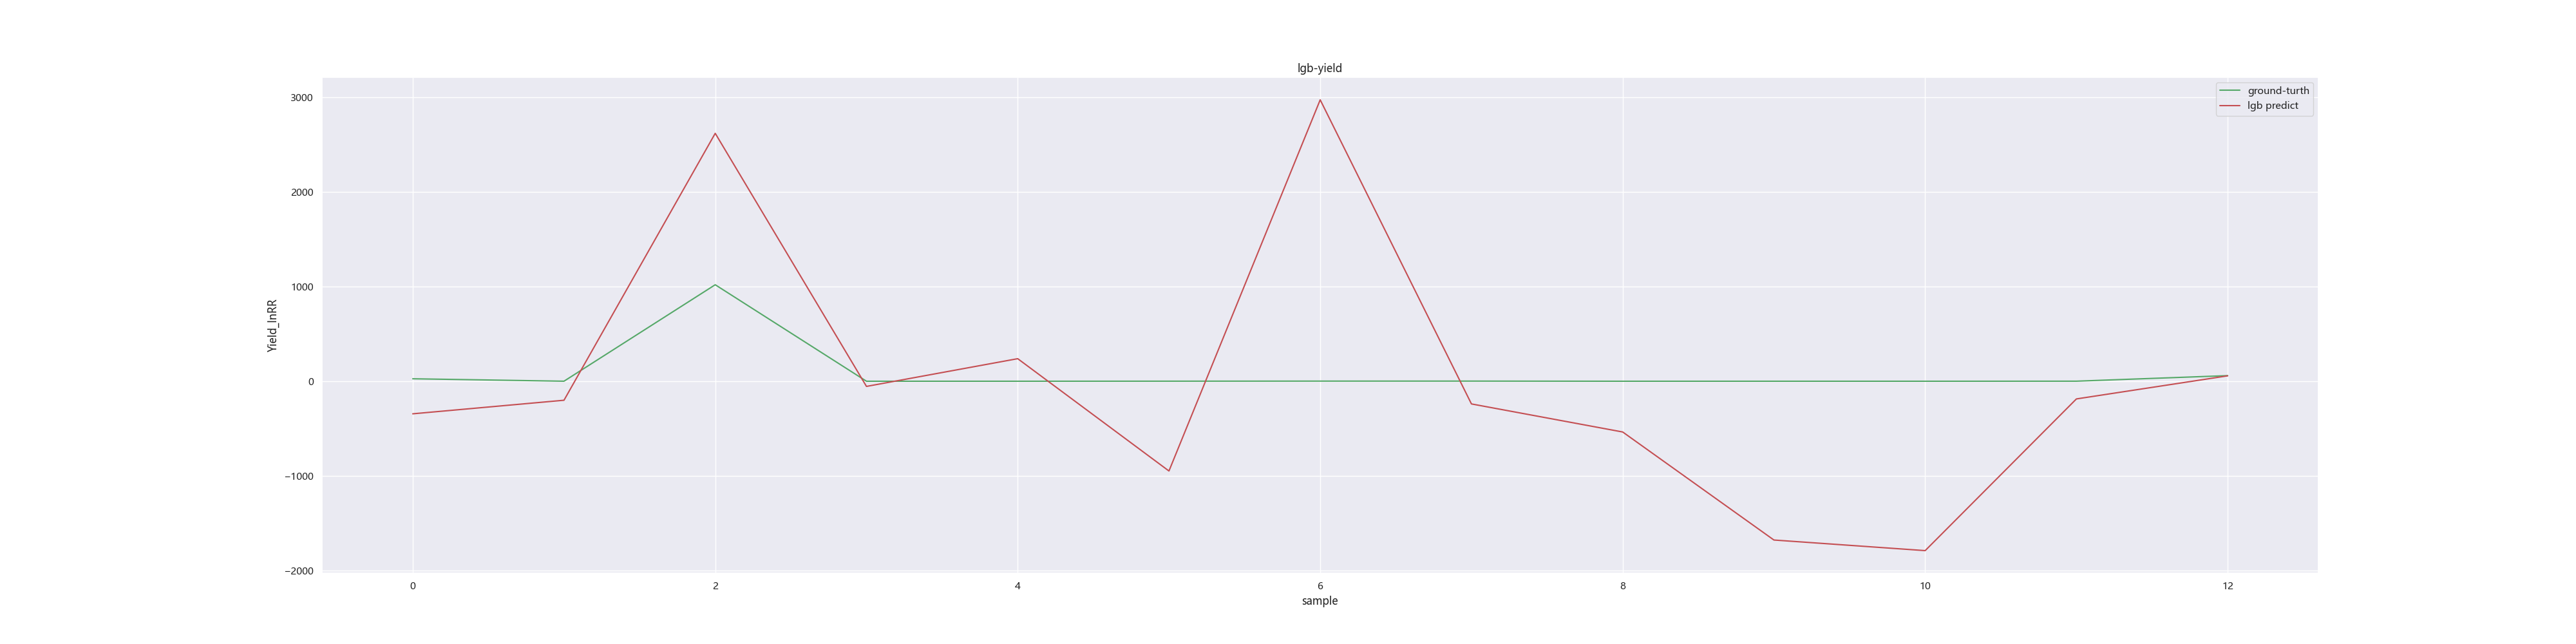 lgb-yield
ground-turth
lgb predict
3000
2000
1000
0
−1000
−2000
Yield_lnRR
0 2 4 6 8 10 12
sample